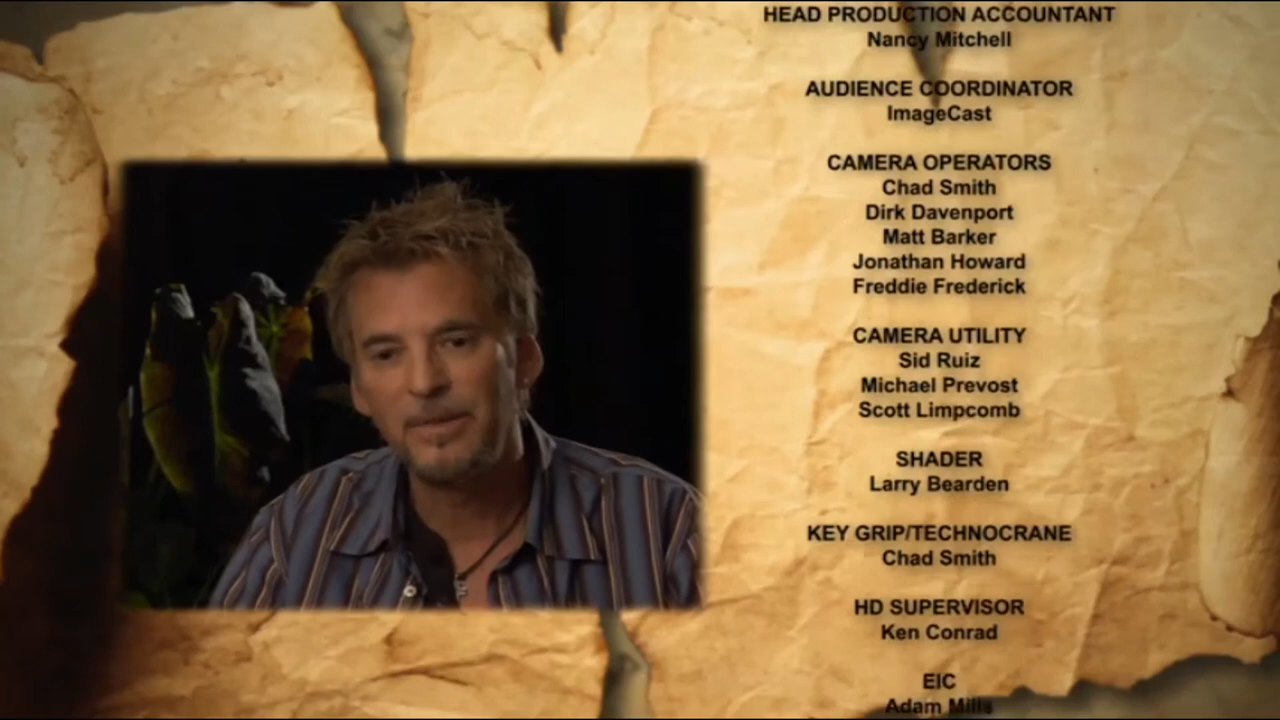 HEAD PRODUCTION ACCOUNTANT
Nancy Mitchell
AUDIENCE COORDINATOR
ImageCast
CAMERA OPERATORS
Chad Smith
Dirk Davenport
Matt Barker
Jonathan Howard
Freddie Frederick
CAMERA UTILITY
Sid Ruiz
Michael Prevost
Scott Limpcomb
SHADER
Larry Bearden
KEY GRIP/TECHNOCRANE
Chad Smith
HD SUPERVISOR
Ken Conrad
EIC
Adam Mills